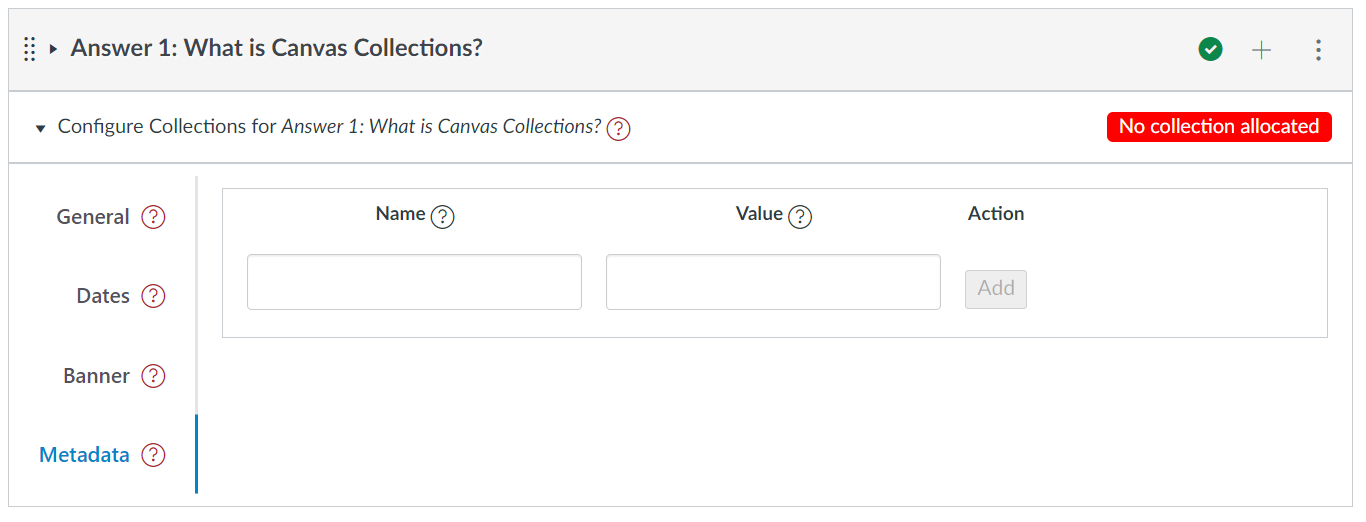 Answer 1: What is Canvas Collections?
Configure Collections for Answer 1: What is Canvas Collections? ?
No collection allocated
General ?
Dates ?
Banner ?
Metadata ?
Name ? Value ? Action
Add